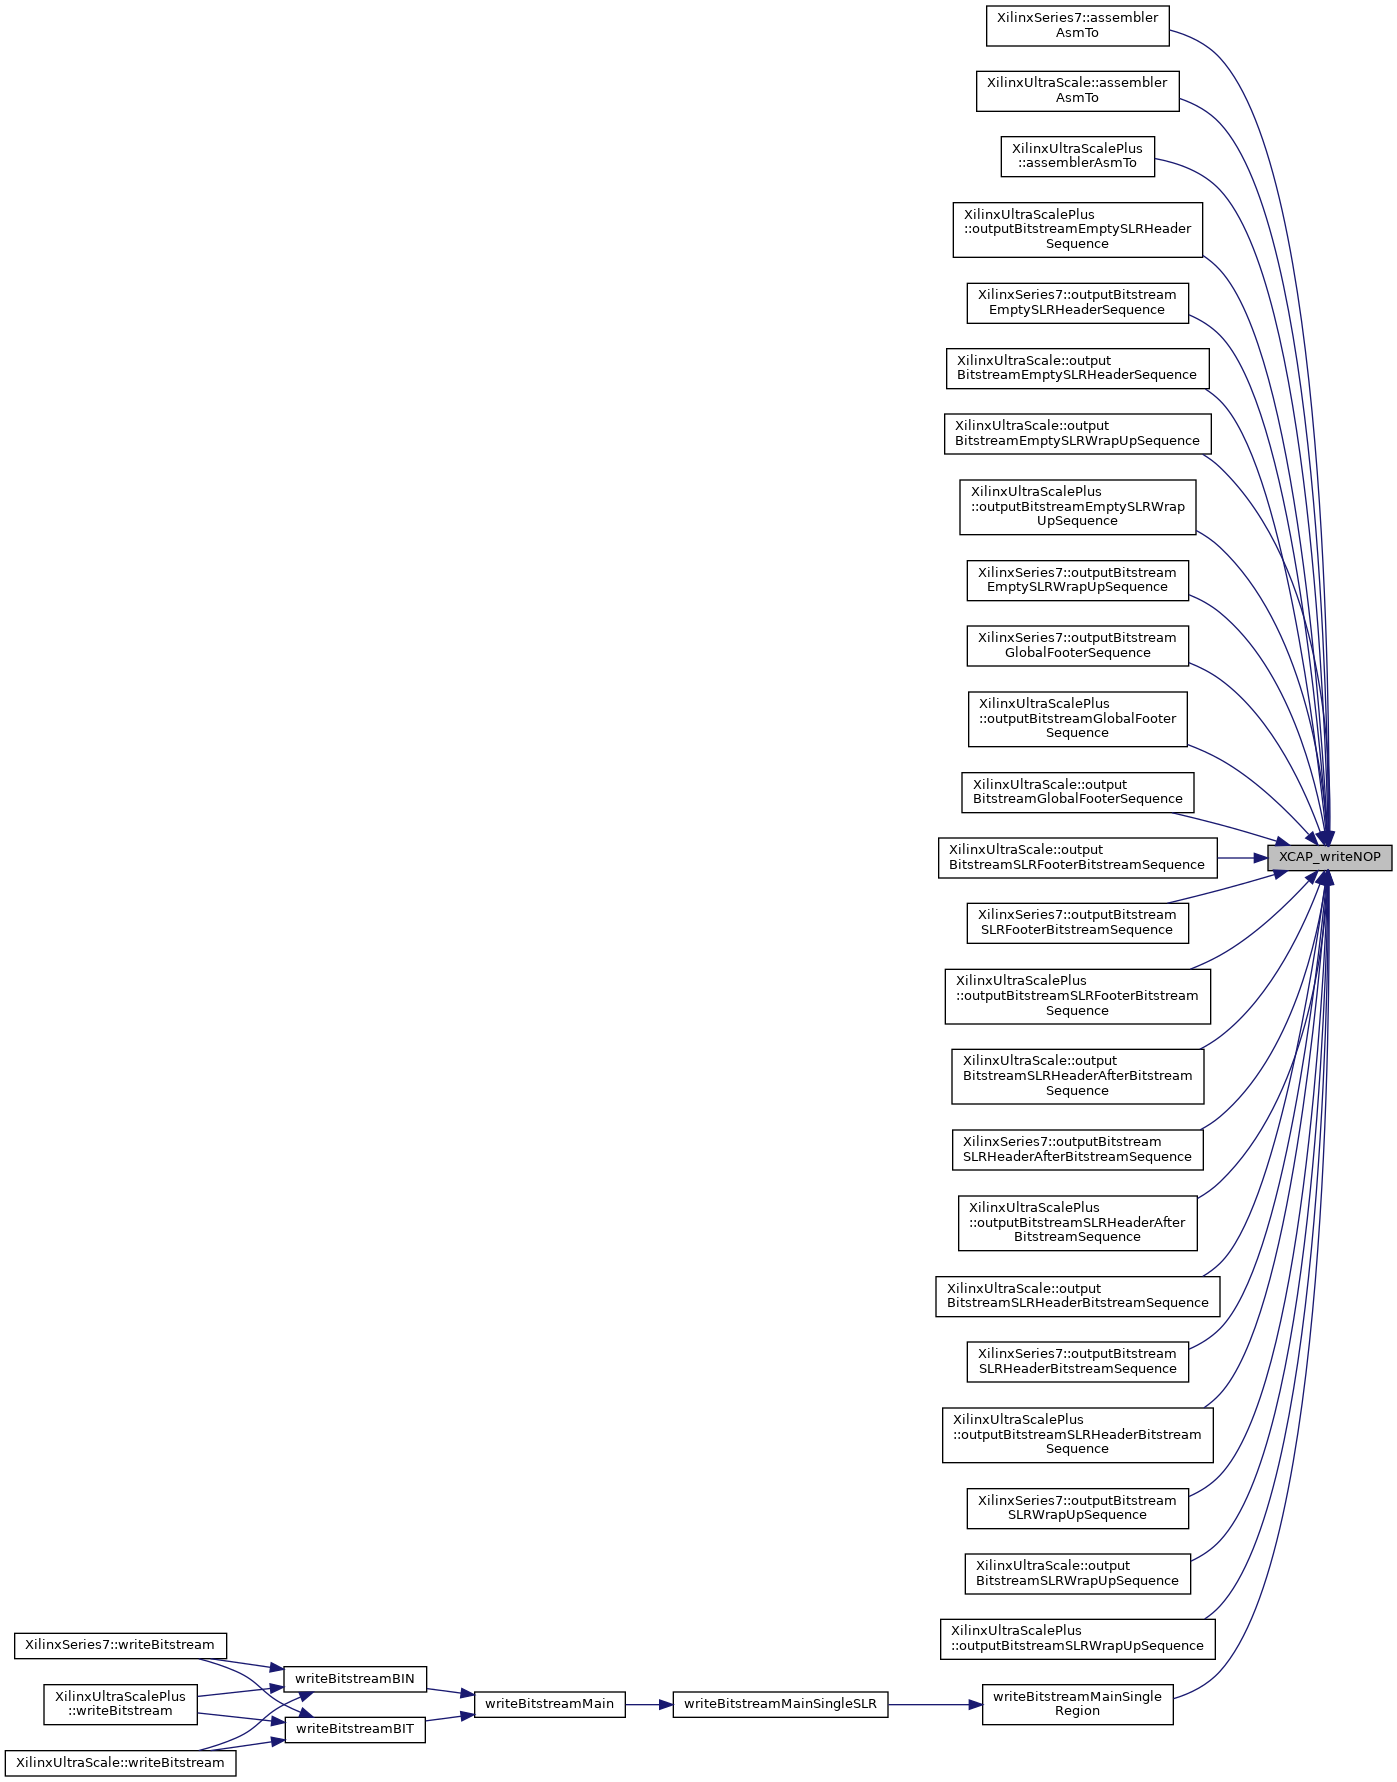 XilinxSeries7::assembler
AsmTo
XilinxUltraScale::assembler
AsmTo
XilinxUltraScalePlus
::assemblerAsmTo
XilinxUltraScalePlus
::outputBitstreamEmptySLRHeader
Sequence
XilinxSeries7::outputBitstream
EmptySLRHeaderSequence
XilinxUltraScale::output
BitstreamEmptySLRHeaderSequence
XilinxUltraScale::output
BitstreamEmptySLRWrapUpSequence
XilinxUltraScalePlus
::outputBitstreamEmptySLRWrap
UpSequence
XilinxSeries7::outputBitstream
EmptySLRWrapUpSequence
XilinxSeries7::outputBitstream
GlobalFooterSequence
XilinxUltraScalePlus
::outputBitstreamGlobalFooter
Sequence
XilinxUltraScale::output
BitstreamGlobalFooterSequence
XilinxUltraScale::output
BitstreamSLRFooterBitstreamSequence
XCAP_writeNOP
XilinxSeries7::outputBitstream
SLRFooterBitstreamSequence
XilinxUltraScalePlus
::outputBitstreamSLRFooterBitstream
Sequence
XilinxUltraScale::output
BitstreamSLRHeaderAfterBitstream
Sequence
XilinxSeries7::outputBitstream
SLRHeaderAfterBitstreamSequence
XilinxUltraScalePlus
::outputBitstreamSLRHeaderAfter
BitstreamSequence
XilinxUltraScale::output
BitstreamSLRHeaderBitstreamSequence
XilinxSeries7::outputBitstream
SLRHeaderBitstreamSequence
XilinxUltraScalePlus
::outputBitstreamSLRHeaderBitstream
Sequence
XilinxSeries7::outputBitstream
SLRWrapUpSequence
XilinxUltraScale::output
BitstreamSLRWrapUpSequence
XilinxUltraScalePlus
::outputBitstreamSLRWrapUpSequence
writeBitstreamMainSingle
Region
writeBitstreamMainSingleSLR
writeBitstreamMain
writeBitstreamBIN
writeBitstreamBIT
XilinxSeries7::writeBitstream
XilinxUltraScalePlus
::writeBitstream
XilinxUltraScale::writeBitstream